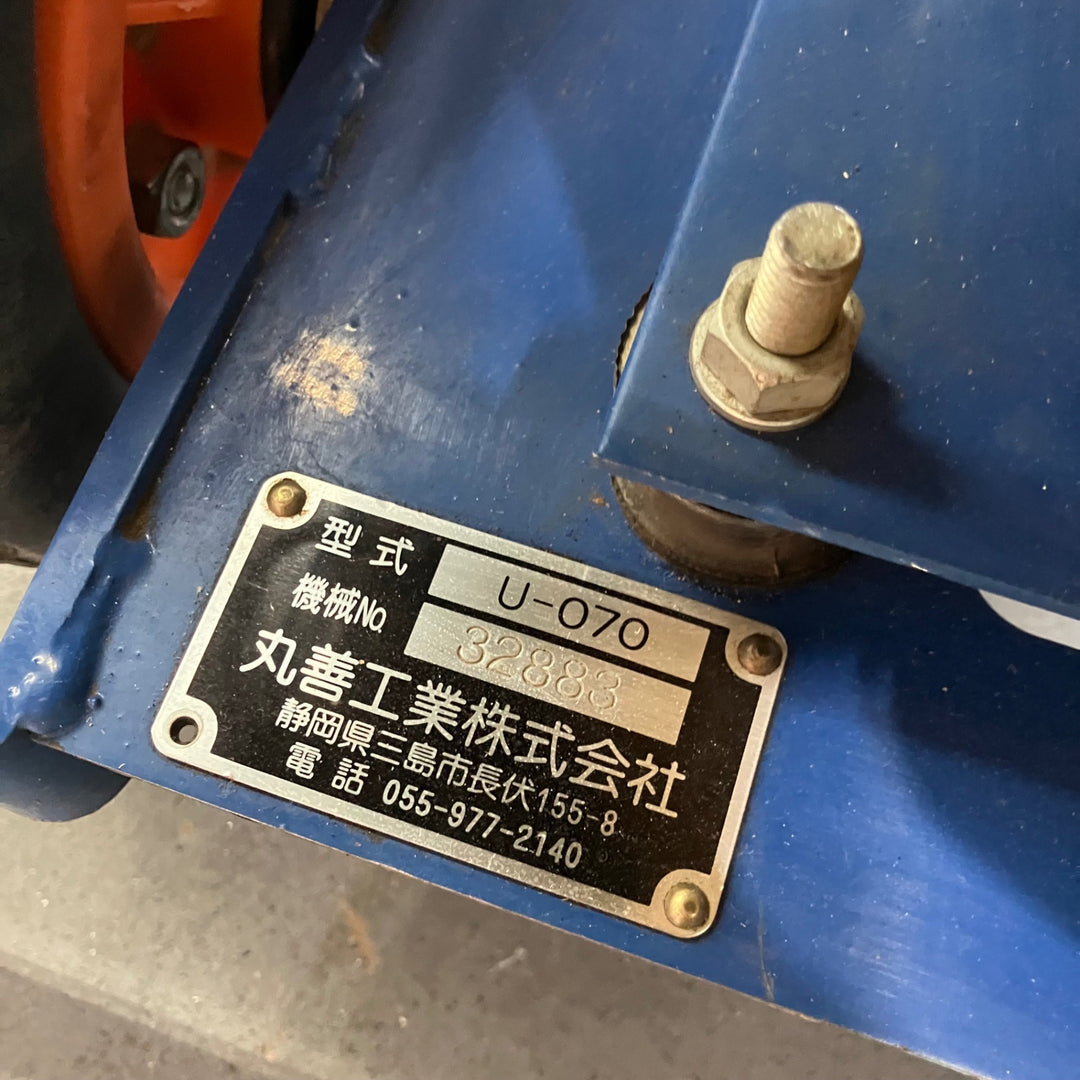 型式 U-070
機械No. 32883
丸善工業株式会社
静岡県三島市長伏155-8
電話 055-977-2140